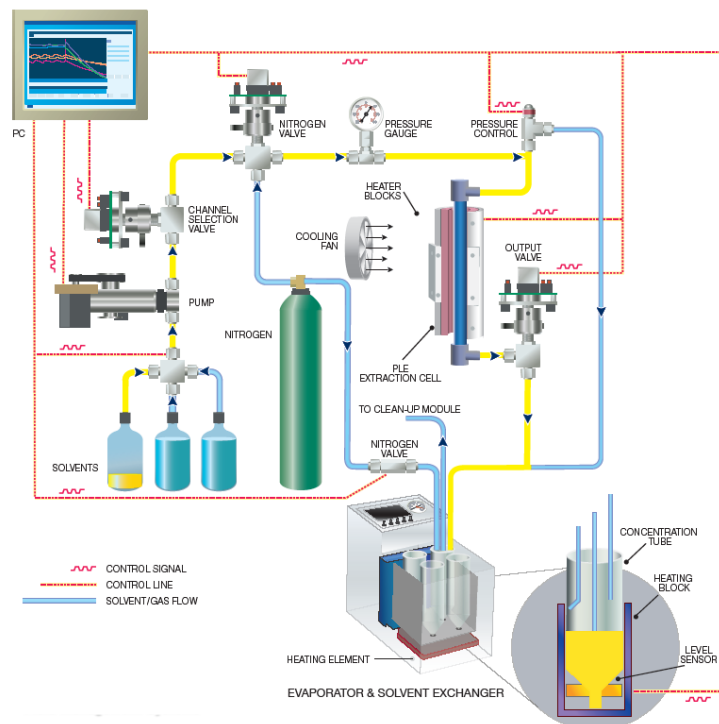 PC
NITROGEN
VALVE
PRESSURE
GAUGE
PRESSURE
CONTROL
HEATER
BLOCKS
CHANNEL
SELECTION
VALVE
COOLING
FAN
OUTPUT
VALVE
PUMP
NITROGEN
PLE
EXTRACTION CELL
TO CLEAN-UP MODULE
NITROGEN
VALVE
SOLVENTS
CONCENTRATION
TUBE
CONTROL SIGNAL
CONTROL LINE
SOLVENT/GAS FLOW
HEATING
BLOCK
LEVEL
SENSOR
HEATING ELEMENT
EVAPORATOR & SOLVENT EXCHANGER